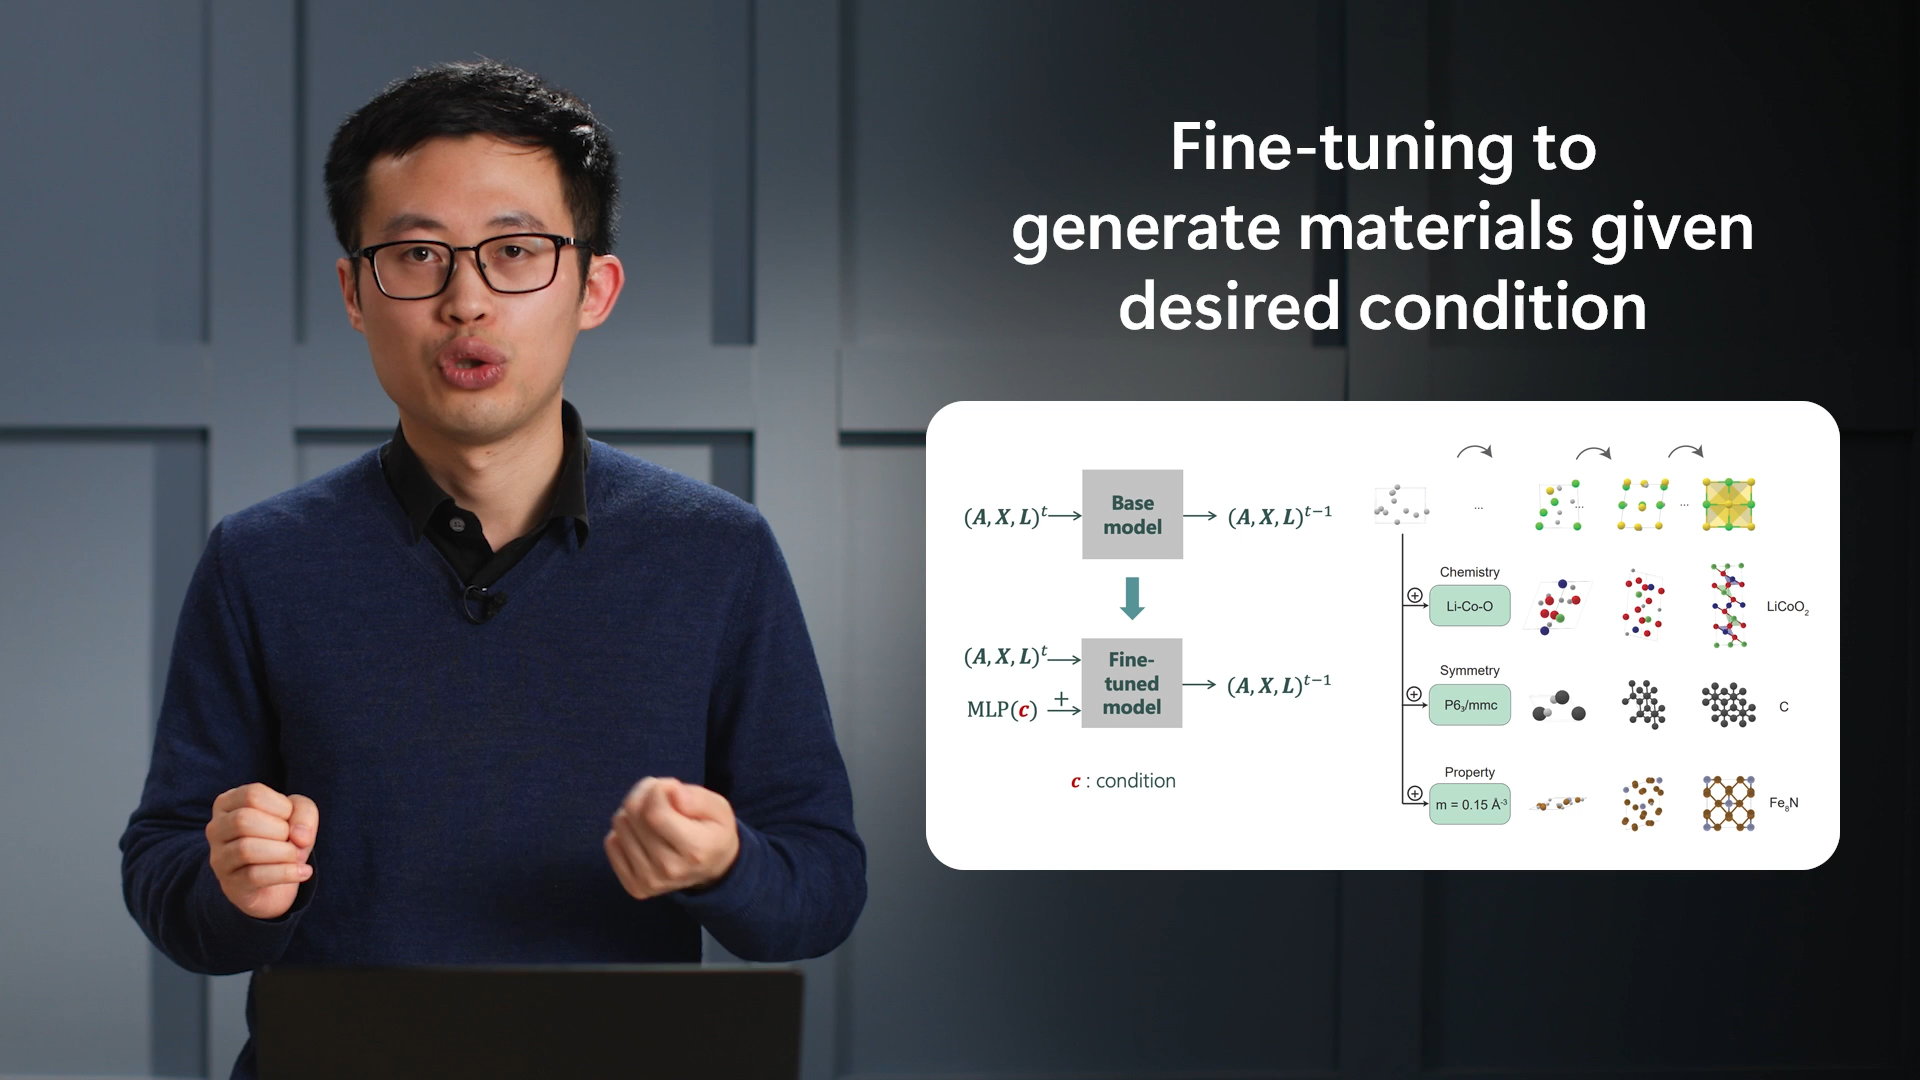 Fine-tuning to
generate materials given
desired condition
(A, X, L)ᵗ
Base
model
(A, X, L)ᵗ⁻¹
...
...
...
(A, X, L)ᵗ
MLP(c)
+
Fine-
tuned
model
(A, X, L)ᵗ⁻¹
c : condition
Chemistry
Li-Co-O
LiCoO₂
Symmetry
P6₃/mmc
C
Property
m = 0.15 Å⁻³
Fe₈N